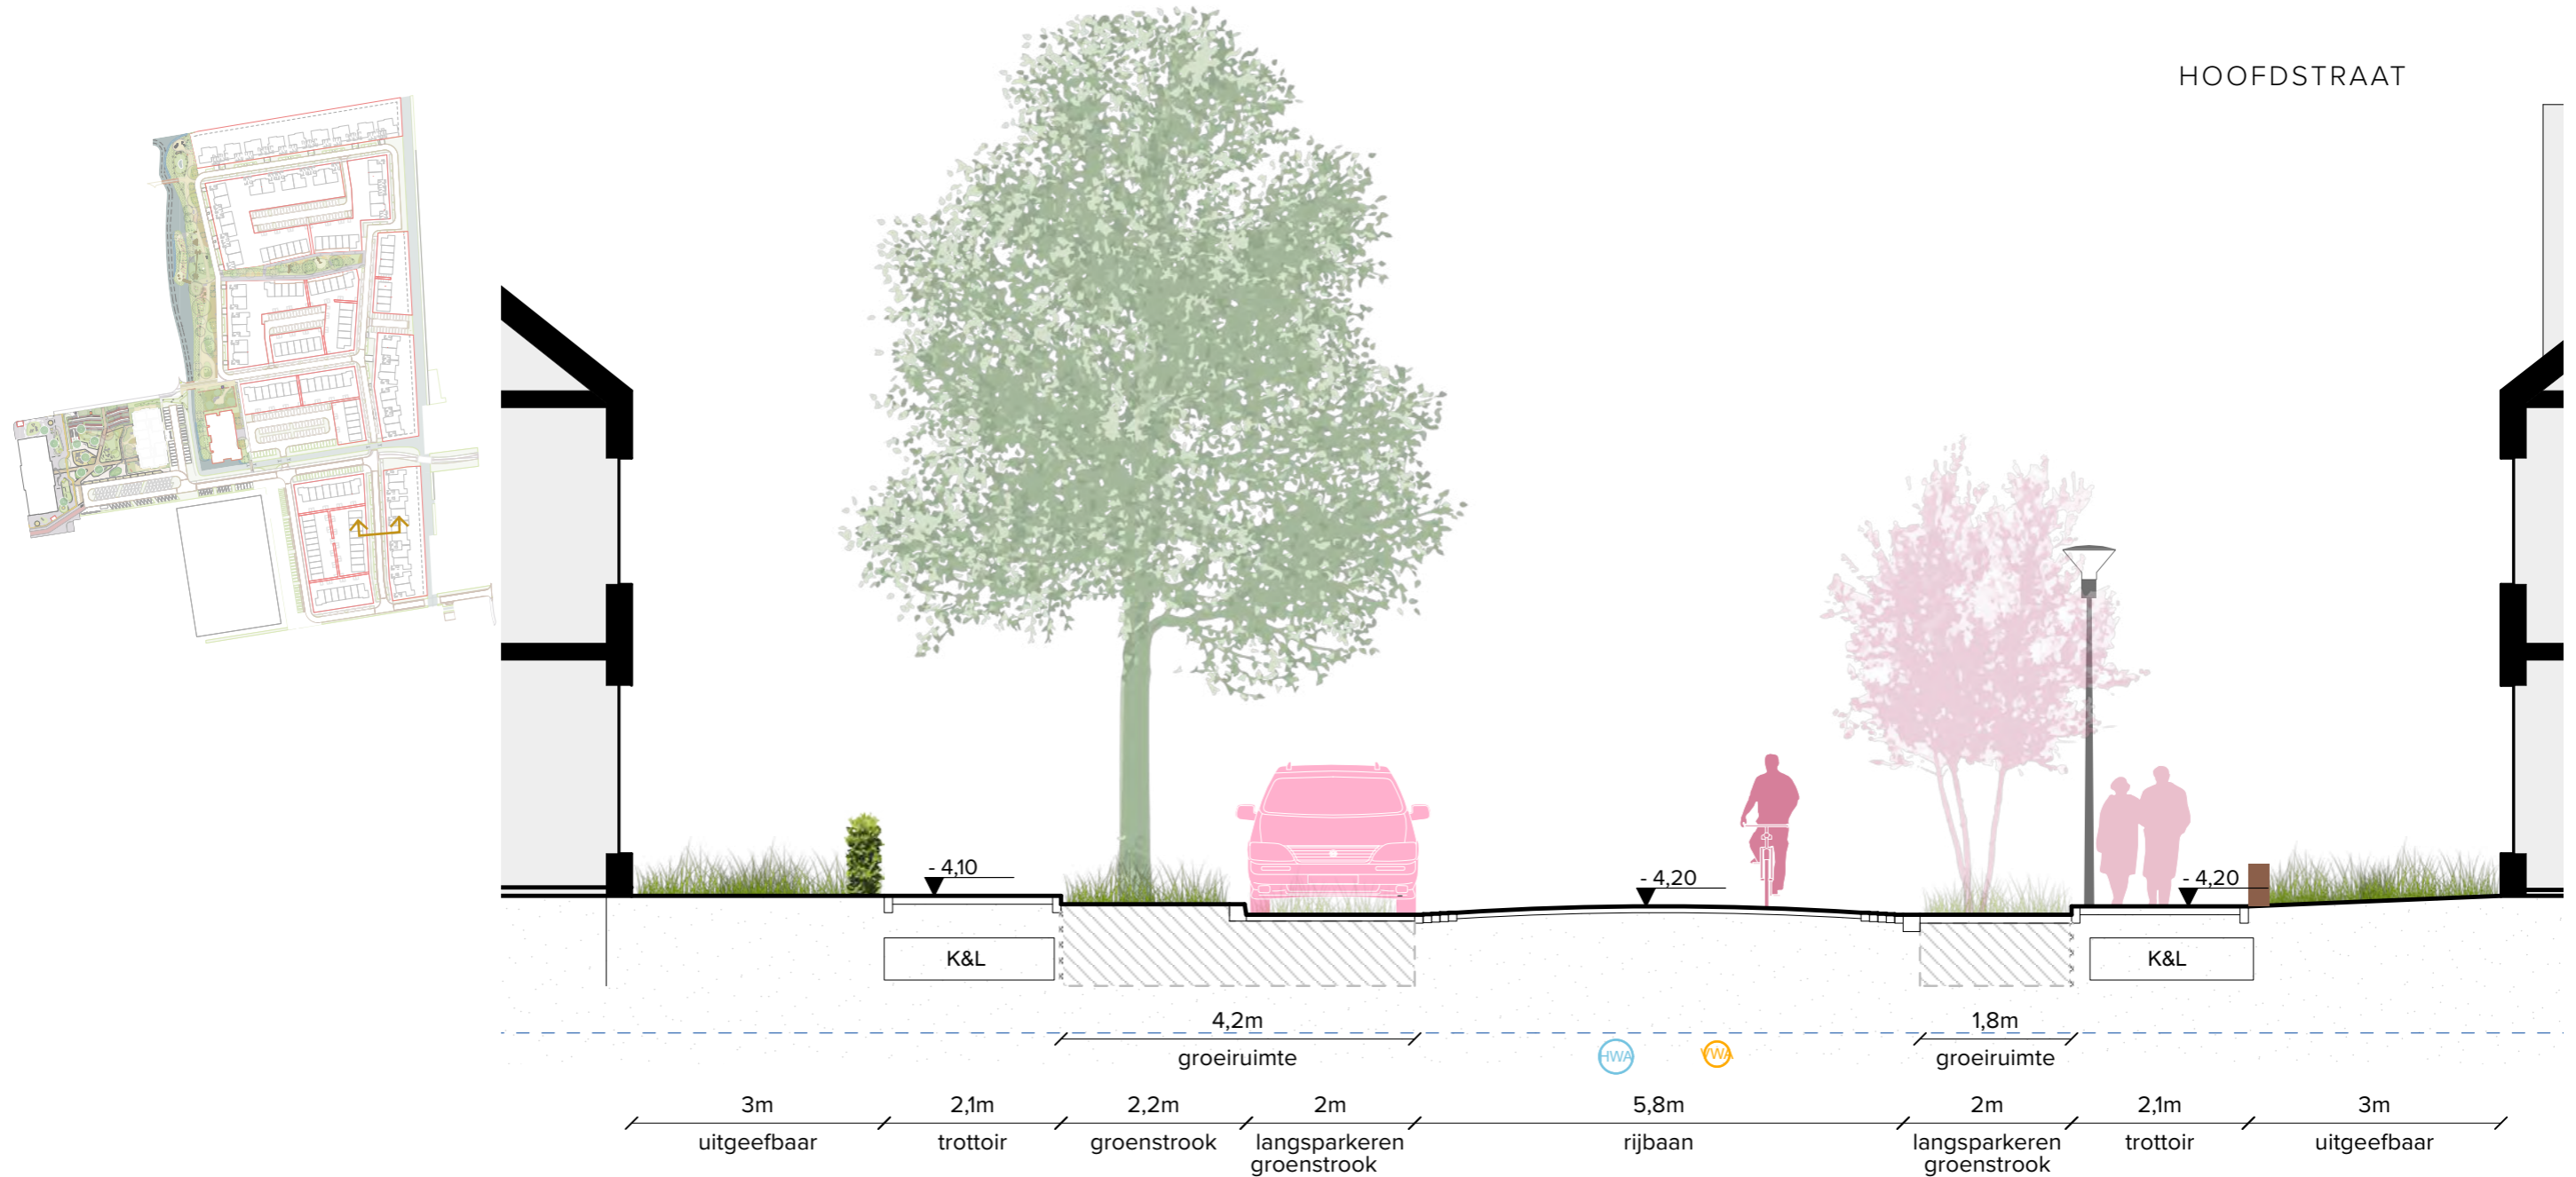 HOOFDSTRAAT
- 4,10
- 4,20
- 4,20
K&L
K&L
4,2m
groeiruimte
1,8m
groeiruimte
HWA
VWA
3m
uitgeefbaar
2,1m
trottoir
2,2m
groenstrook
2m
langsparkeren
groenstrook
5,8m
rijbaan
2m
langsparkeren
groenstrook
2,1m
trottoir
3m
uitgeefbaar